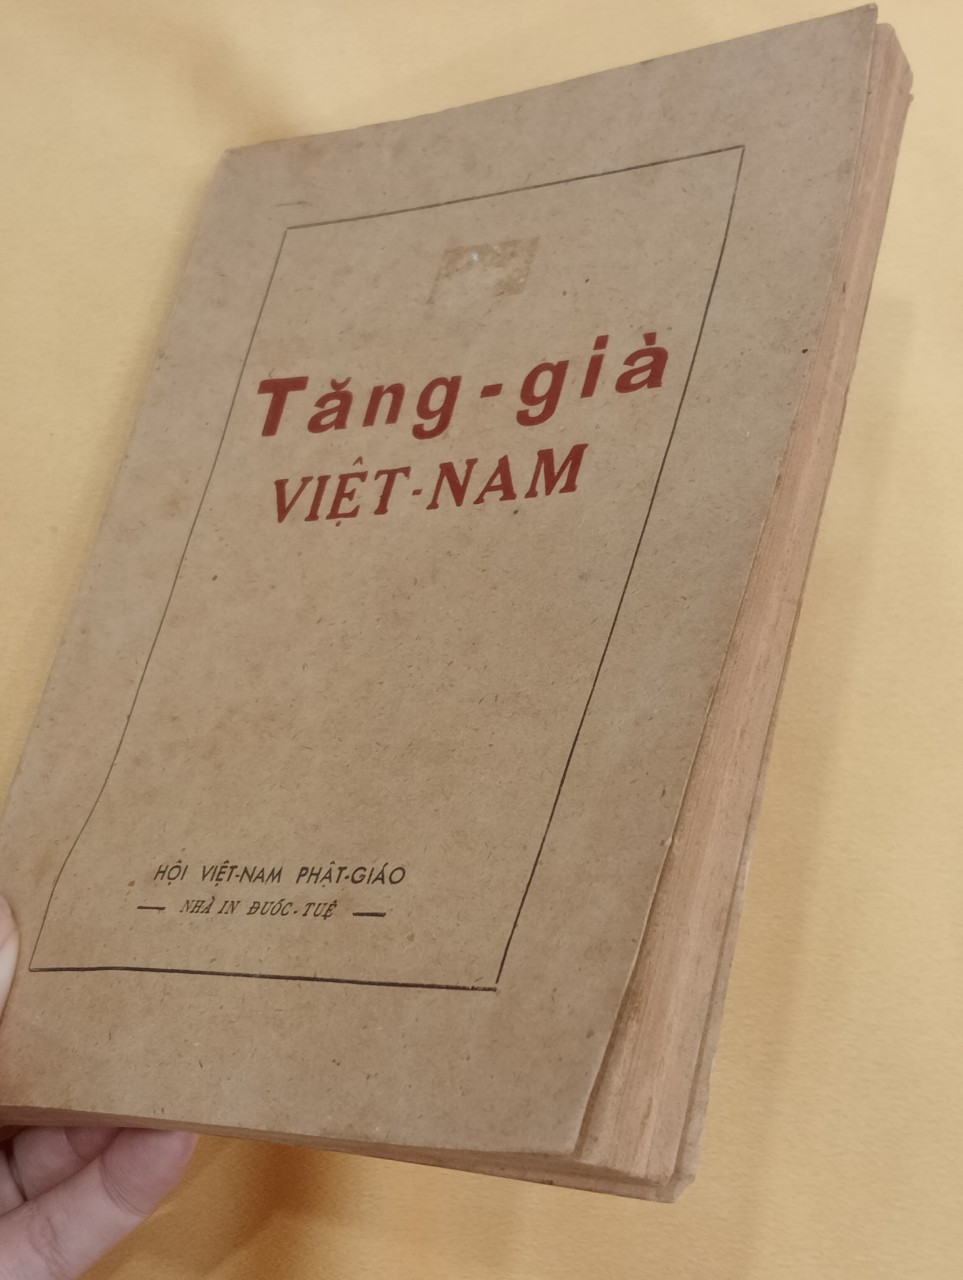 Tăng-già
VIỆT-NAM
HỘI VIỆT-NAM PHẬT-GIÁO
— NHÀ IN ĐUỐC-TUỆ —